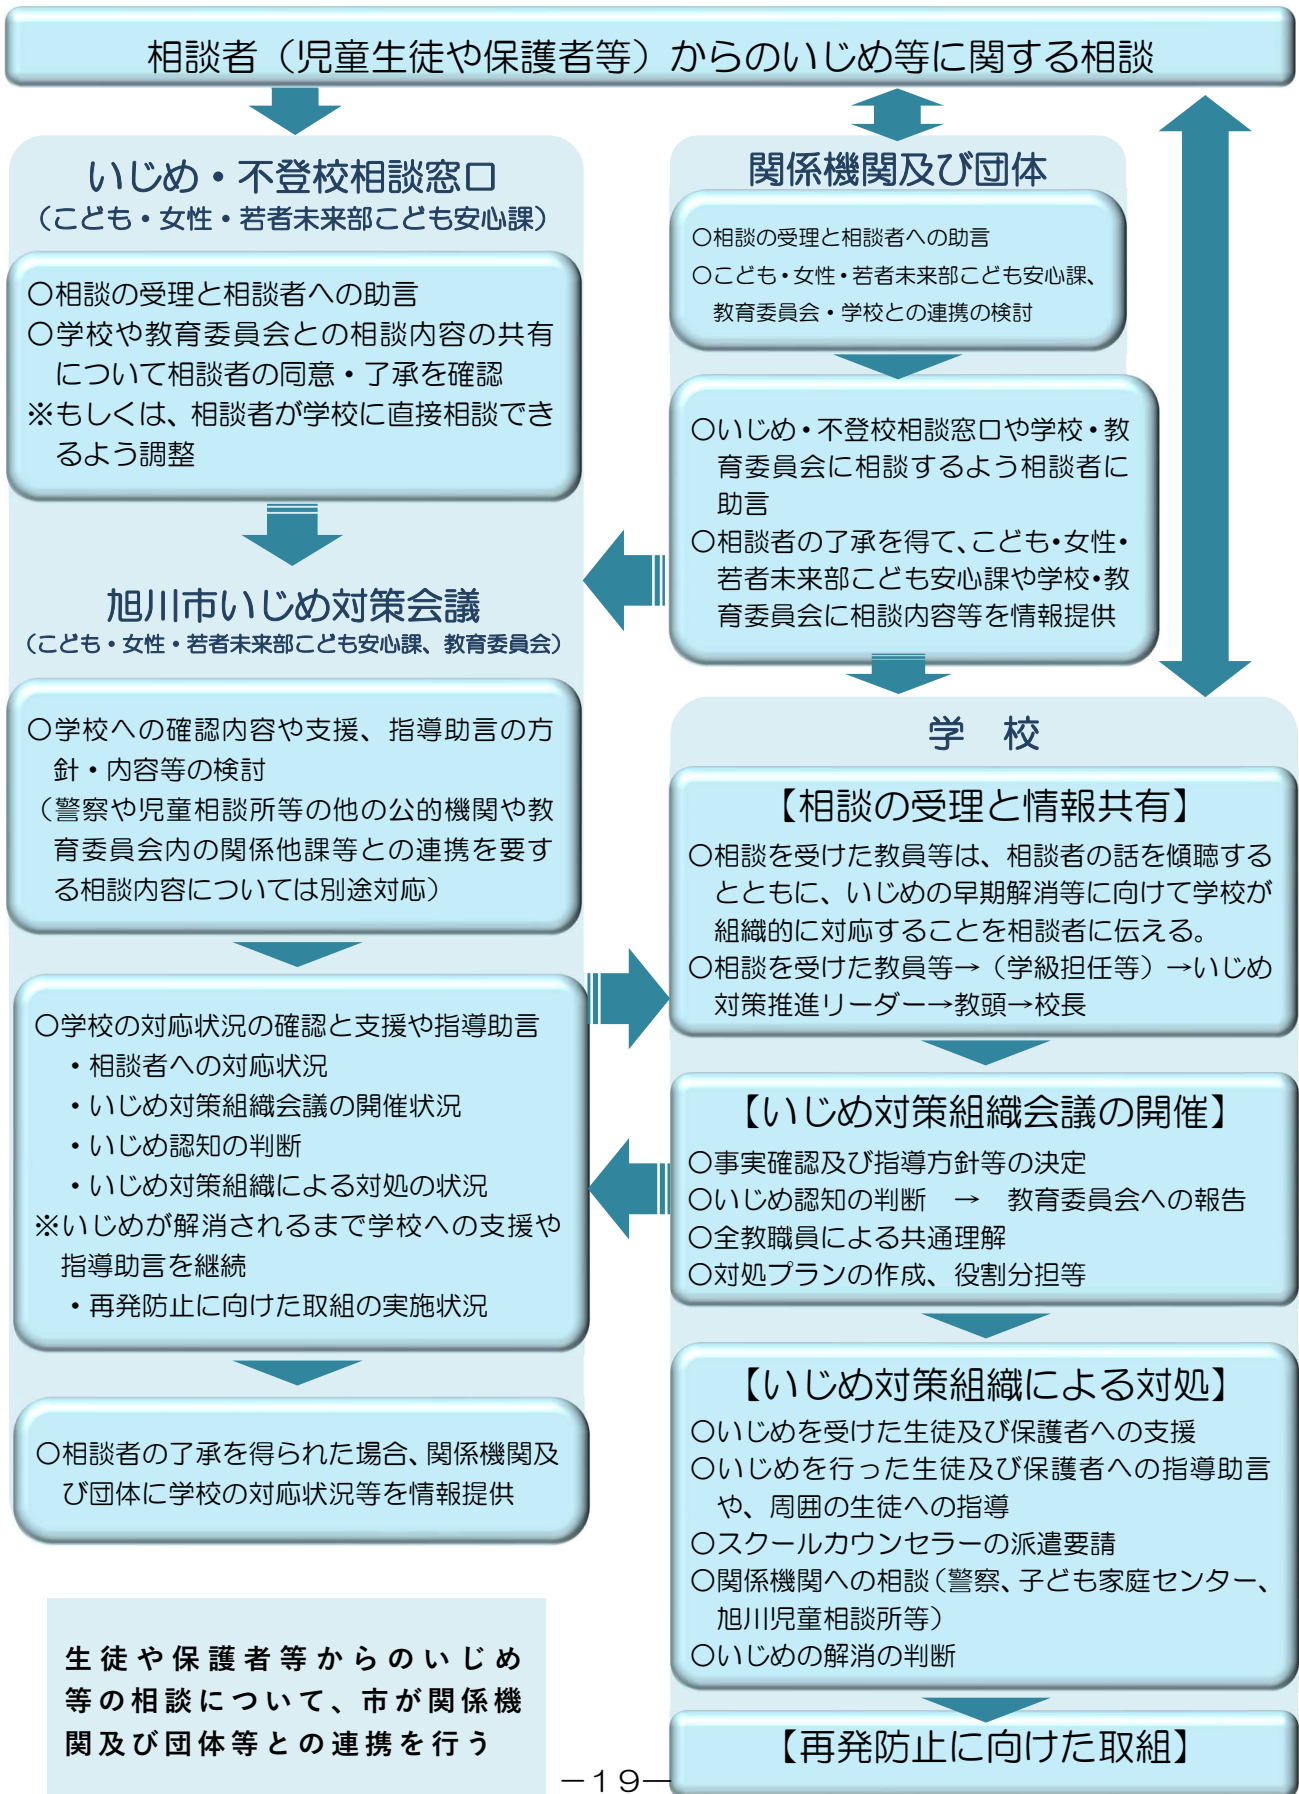 相談者（児童生徒や保護者等）からのいじめ等に関する相談
いじめ・不登校相談窓口
（こども・女性・若者未来部こども安心課）
〇相談の受理と相談者への助言
〇学校や教育委員会との相談内容の共有
について相談者の同意・了承を確認
※もしくは、相談者が学校に直接相談でき
るよう調整
旭川市いじめ対策会議
（こども・女性・若者未来部こども安心課、教育委員会）
〇学校への確認内容や支援、指導助言の方
針・内容等の検討
（警察や児童相談所等の他の公的機関や教
育委員会内の関係他課等との連携を要す
る相談内容については別途対応）
〇学校の対応状況の確認と支援や指導助言
・相談者への対応状況
・いじめ対策組織会議の開催状況
・いじめ認知の判断
・いじめ対策組織による対処の状況
※いじめが解消されるまで学校への支援や
指導助言を継続
・再発防止に向けた取組の実施状況
〇相談者の了承を得られた場合、関係機関及
び団体に学校の対応状況等を情報提供
関係機関及び団体
〇相談の受理と相談者への助言
〇こども・女性・若者未来部こども安心課、
教育委員会・学校との連携の検討
〇いじめ・不登校相談窓口や学校・教
育委員会に相談するよう相談者に
助言
〇相談者の了承を得て、こども・女性・
若者未来部こども安心課や学校・教
育委員会に相談内容等を情報提供
学　校
【相談の受理と情報共有】
〇相談を受けた教員等は、相談者の話を傾聴する
とともに、いじめの早期解消等に向けて学校が
組織的に対応することを相談者に伝える。
〇相談を受けた教員等→（学級担任等）→いじめ
対策推進リーダー→教頭→校長
【いじめ対策組織会議の開催】
〇事実確認及び指導方針等の決定
〇いじめ認知の判断　→　教育委員会への報告
〇全教職員による共通理解
〇対処プランの作成、役割分担等
【いじめ対策組織による対処】
〇いじめを受けた生徒及び保護者への支援
〇いじめを行った生徒及び保護者への指導助言
や、周囲の生徒への指導
〇スクールカウンセラーの派遣要請
〇関係機関への相談（警察、子ども家庭センター、
旭川児童相談所等）
〇いじめの解消の判断
【再発防止に向けた取組】
生徒や保護者等からのいじめ
等の相談について、市が関係機
関及び団体等との連携を行う
－１９－